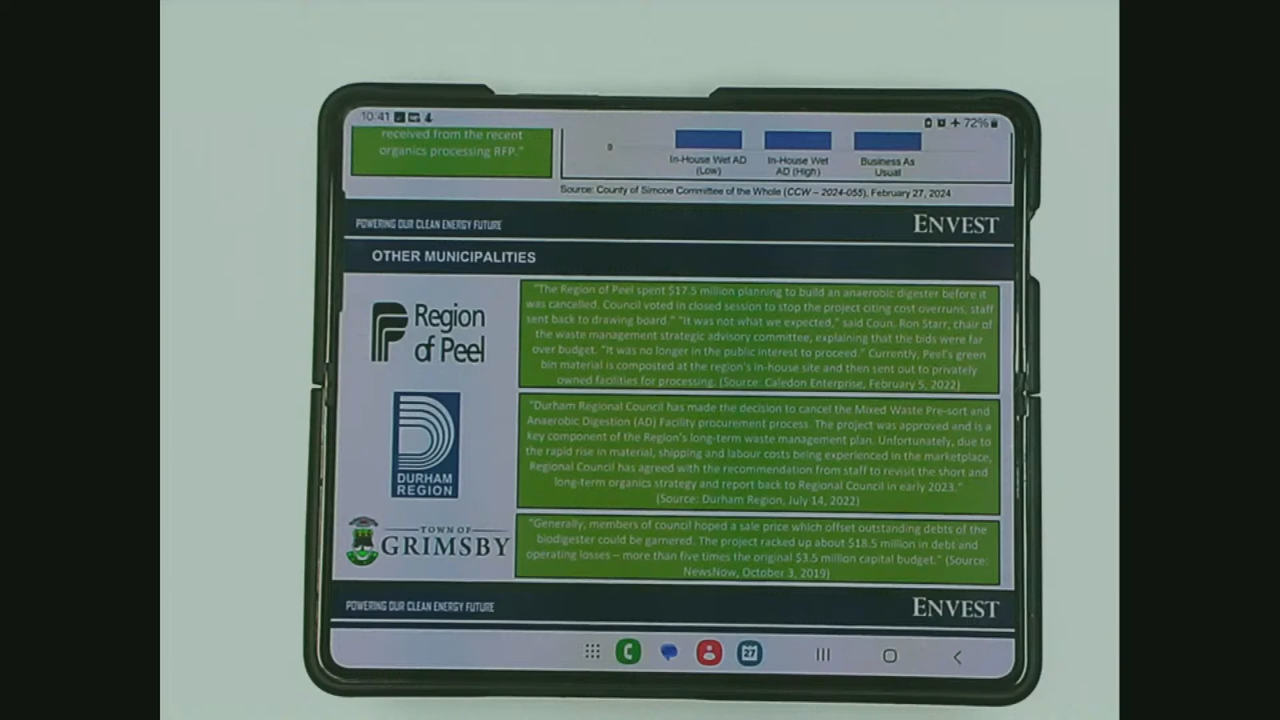 10:41
72%
received from the recent
organics processing RFP."
0
In-House Wet AD
(Low)
In-House Wet
AD (High)
Business As
Usual
Source: County of Simcoe Committee of the Whole (CCW – 2024-055), February 27, 2024
POWERING OUR CLEAN ENERGY FUTURE
ENVEST
OTHER MUNICIPALITIES
Region
of Peel
"The Region of Peel spent $17.5 million planning to build an anaerobic digester before it
was cancelled. Council voted in closed session to stop the project citing cost overruns, staff
sent back to drawing board." "It was not what we expected," said Coun. Ron Starr, chair of
the waste management strategic advisory committee, explaining that the bids were far
over budget. "It was no longer in the public interest to proceed." Currently, Peel's green
bin material is composted at the region's in-house site and then sent out to privately
owned facilities for processing. (Source: Caledon Enterprise, February 5, 2022)
DURHAM
REGION
"Durham Regional Council has made the decision to cancel the Mixed Waste Pre-sort and
Anaerobic Digestion (AD) Facility procurement process. The project was approved and is a
key component of the Region's long-term waste management plan. Unfortunately, due to
the rapid rise in material, shipping and labour costs being experienced in the marketplace,
Regional Council has agreed with the recommendation from staff to revisit the short and
long-term organics strategy and report back to Regional Council in early 2023."
(Source: Durham Region, July 14, 2022)
TOWN OF
GRIMSBY
"Generally, members of council hoped a sale price which offset outstanding debts of the
biodigester could be garnered. The project racked up about $18.5 million in debt and
operating losses – more than five times the original $3.5 million capital budget." (Source:
NewsNow, October 3, 2019)
POWERING OUR CLEAN ENERGY FUTURE
ENVEST
27